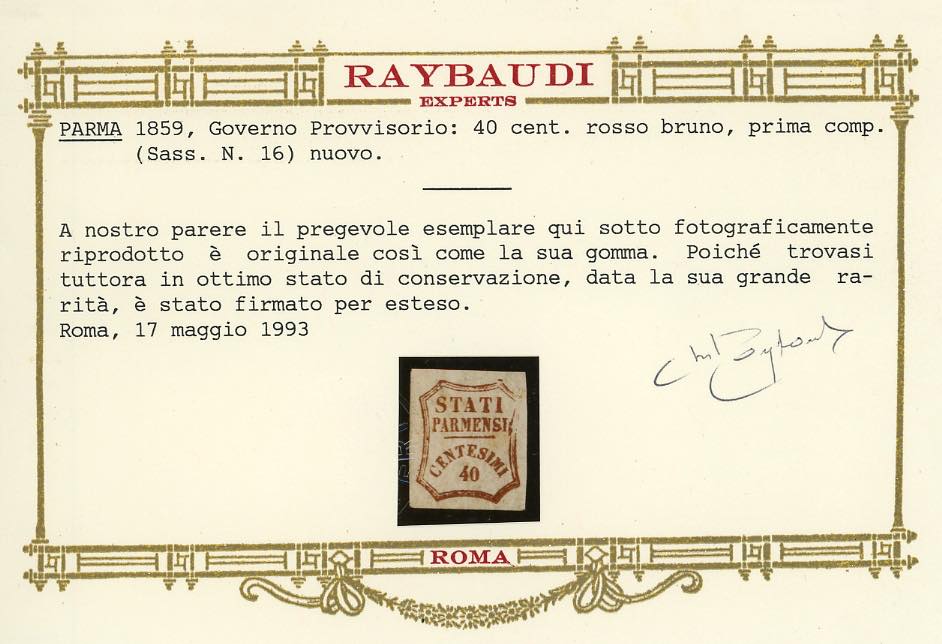 RAYBAUDI
EXPERTS
PARMA 1859, Governo Provvisorio: 40 cent. rosso bruno, prima comp.
(Sass. N. 16) nuovo.
A nostro parere il pregevole esemplare qui sotto fotograficamente
riprodotto è originale così come la sua gomma. Poiché trovasi
tuttora in ottimo stato di conservazione, data la sua grande ra-
rità, è stato firmato per esteso.
Roma, 17 maggio 1993
STATI
PARMENSI
CENTESIMI
40
ROMA